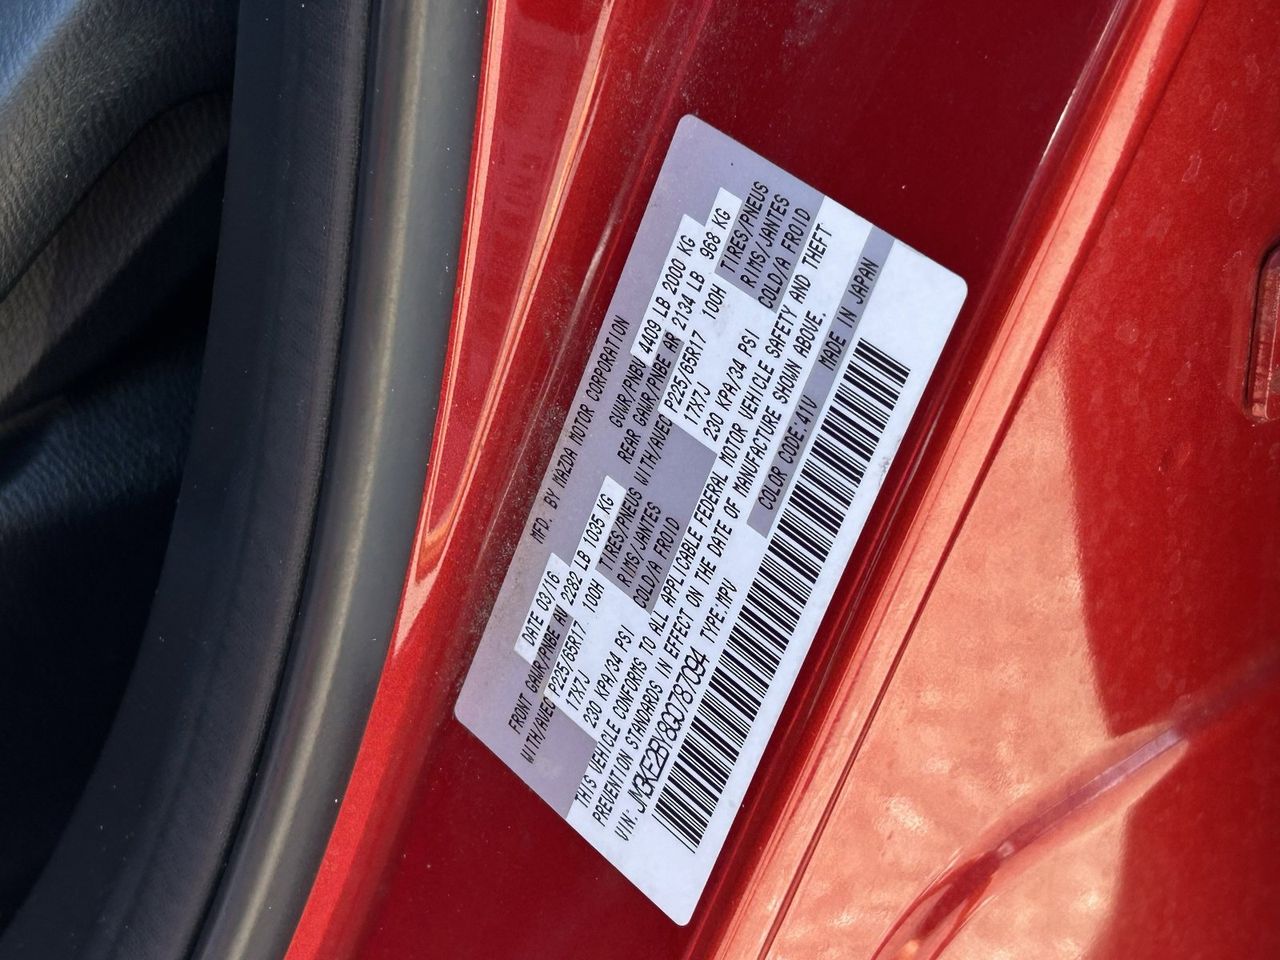 MFD. BY MAZDA MOTOR CORPORATION
DATE 03/16 GVWR/PNBV 4409 LB 2000 KG
FRONT GAWR/PNBE AV 2282 LB 1035 KG REAR GAWR/PNBE AR 2134 LB 968 KG
WITH/AVEC P225/65R17 100H TIRES/PNEUS WITH/AVEC P225/65R17 100H TIRES/PNEUS
17X7J RIMS/JANTES 17X7J RIMS/JANTES
230 KPA/34 PSI COLD/A FROID 230 KPA/34 PSI COLD/A FROID
THIS VEHICLE CONFORMS TO ALL APPLICABLE FEDERAL MOTOR VEHICLE SAFETY AND THEFT
PREVENTION STANDARDS IN EFFECT ON THE DATE OF MANUFACTURE SHOWN ABOVE.
VIN: JM3KE2BY8G0787094 TYPE:MPV COLOR CODE:41V MADE IN JAPAN